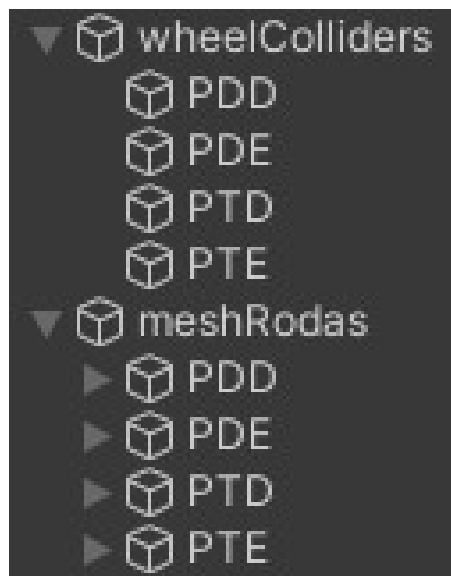 wheelColliders
PDD
PDE
PTD
PTE
meshRodas
PDD
PDE
PTD
PTE